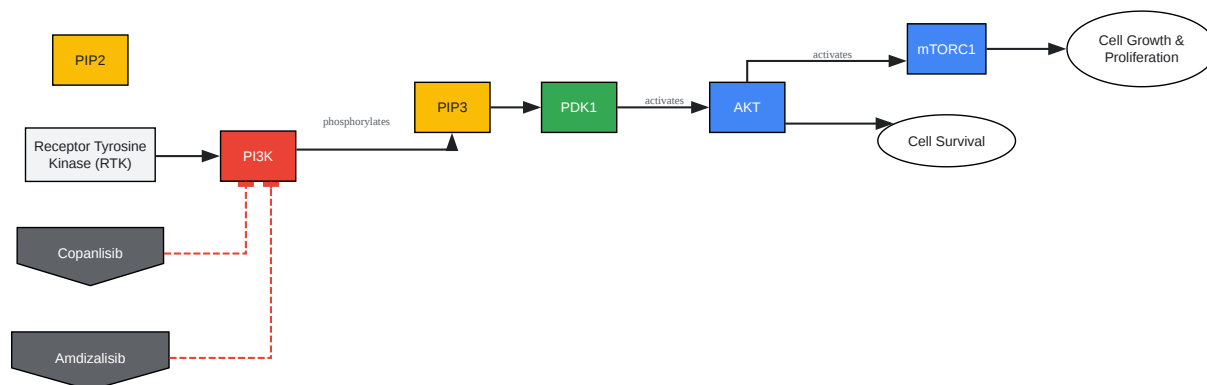 PIP2
Receptor Tyrosine
Kinase (RTK)
PI3K
phosphorylates
PIP3
PDK1
activates
AKT
activates
mTORC1
Cell Growth &
Proliferation
Cell Survival
Copanlisib
Amdizalisib